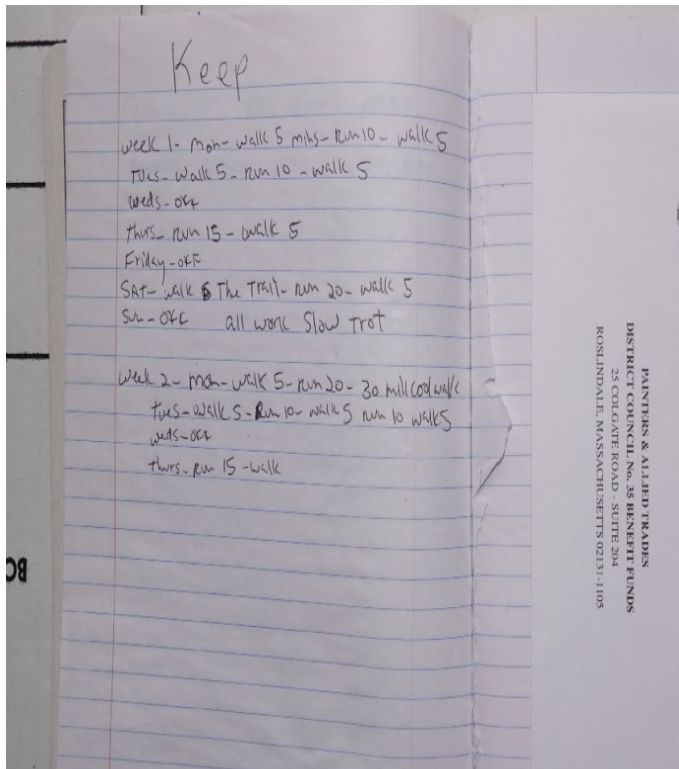 Keep
week 1- mon- walk 5 mins- Run 10- walk 5
Tues- walk 5- run 10 - walk 5
weds- off
thurs- run 15- walk 5
Friday- off
SAT- walk 5 The Trail- run 20- walk 5
Sun- off all work Slow Trot
week 2- mon- walk 5- run 20- 30 mill cool walk
tues- walk 5- Run 10- walk 5 run 10 walk 5
weds- off
thurs- run 15 -walk
PAINTERS & ALLIED TRADES
DISTRICT COUNCIL No. 35 BENEFIT FUNDS
25 COLGATE ROAD - SUITE 204
ROSLINDALE, MASSACHUSETTS 02131-1105
BC